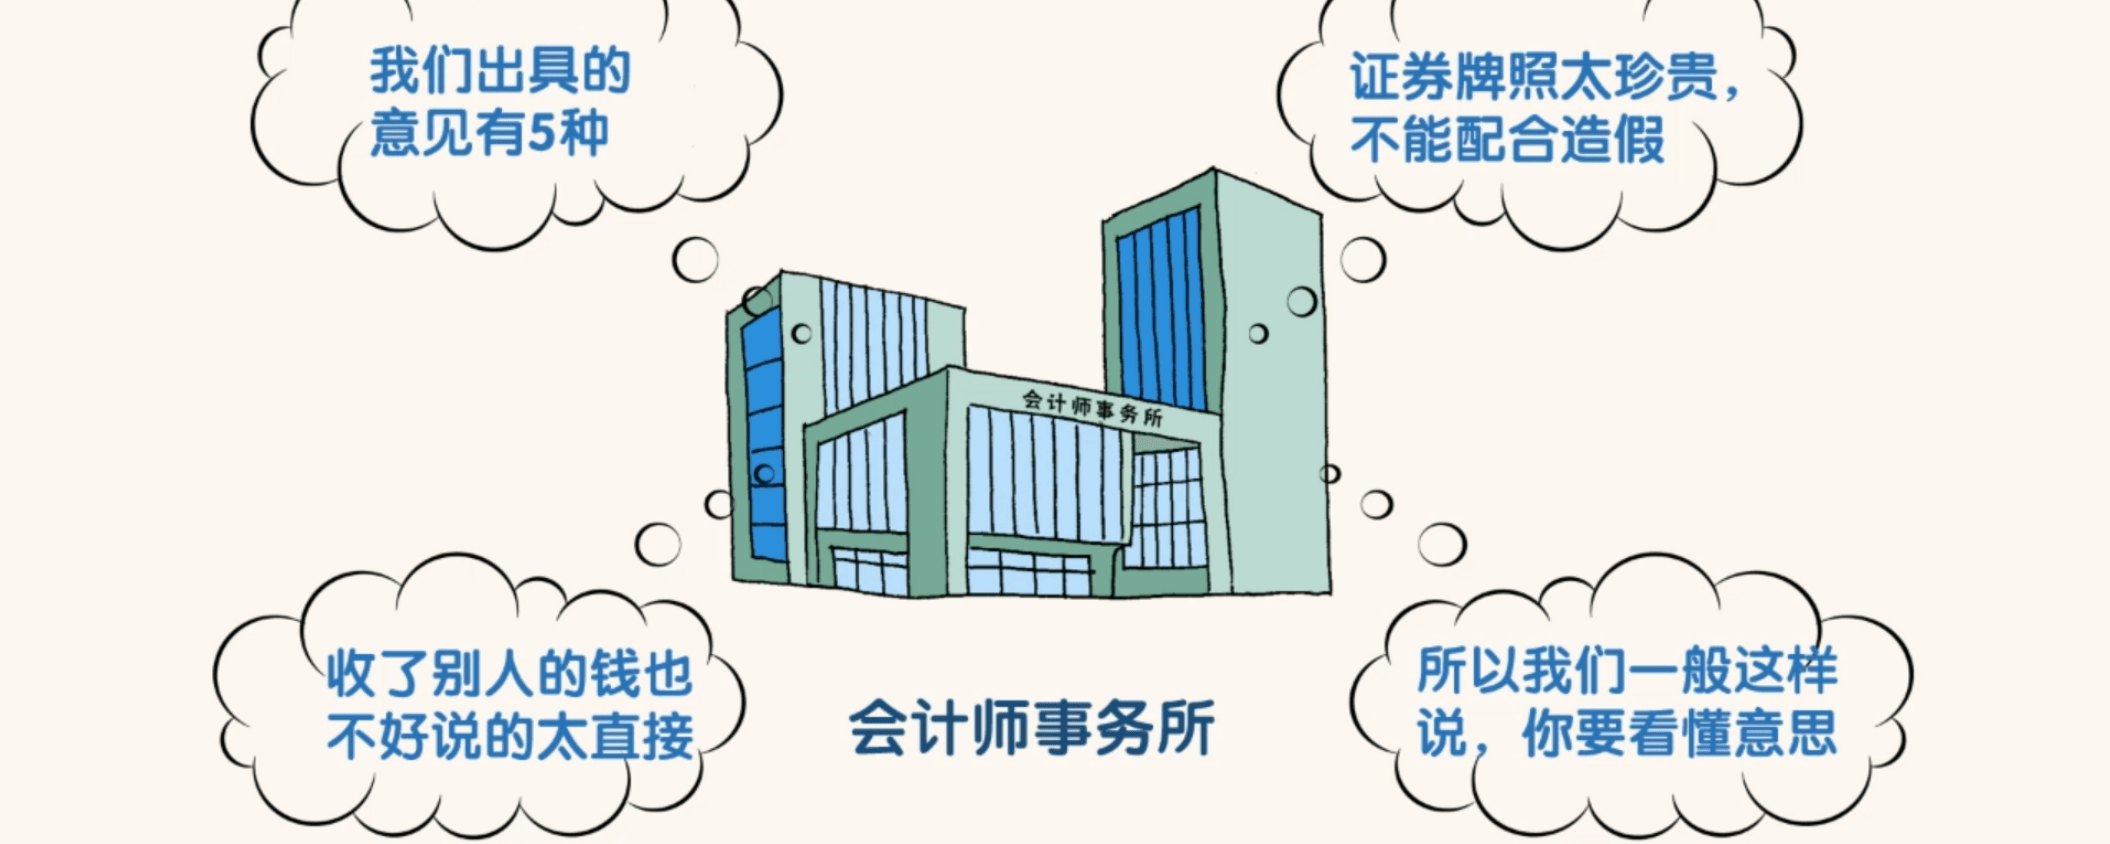 我们出具的
意见有5种
证券牌照太珍贵，
不能配合造假
会计师事务所
收了别人的钱也
不好说的太直接
会计师事务所
所以我们一般这样
说，你要看懂意思